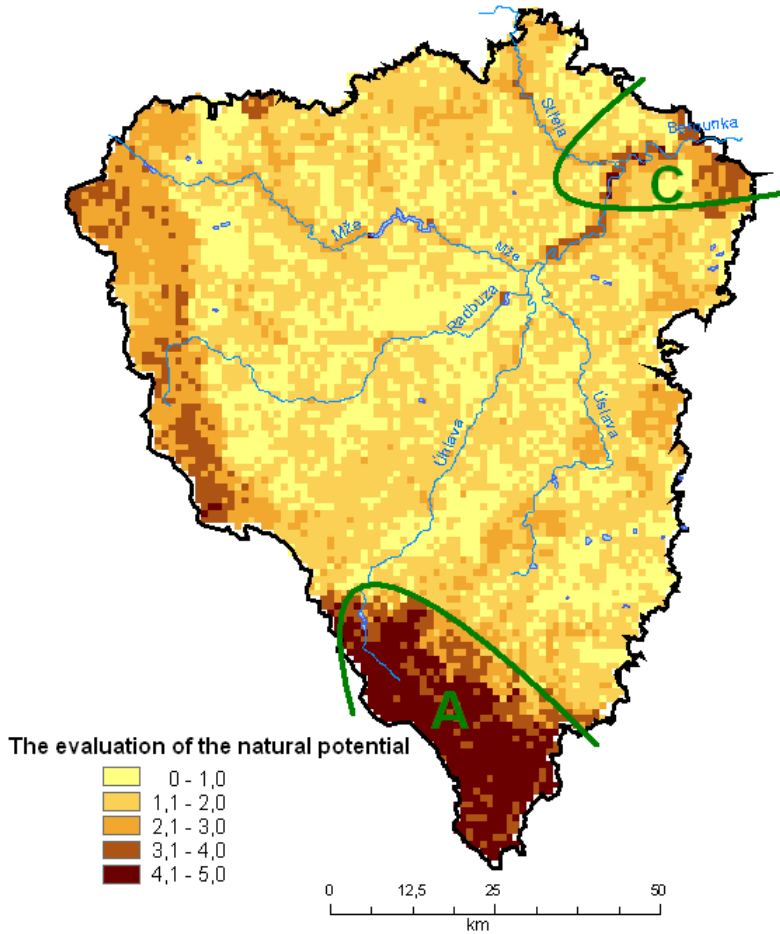 Střela
Berounka
C
Mže
Mže
Radbuza
Úhlava
Úslava
A
The evaluation of the natural potential
0 - 1,0
1,1 - 2,0
2,1 - 3,0
3,1 - 4,0
4,1 - 5,0
0 12,5 25 50
km